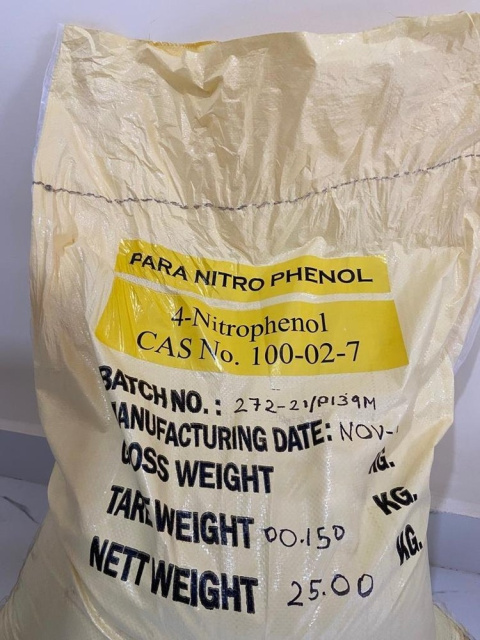 PARA NITRO PHENOL
4-Nitrophenol
CAS No. 100-02-7
BATCH NO. : 272-21/P139M
MANUFACTURING DATE: NOV-
WEIGHT KG.
TARE WEIGHT 00.150 KG.
NETT WEIGHT 25.00 KG.